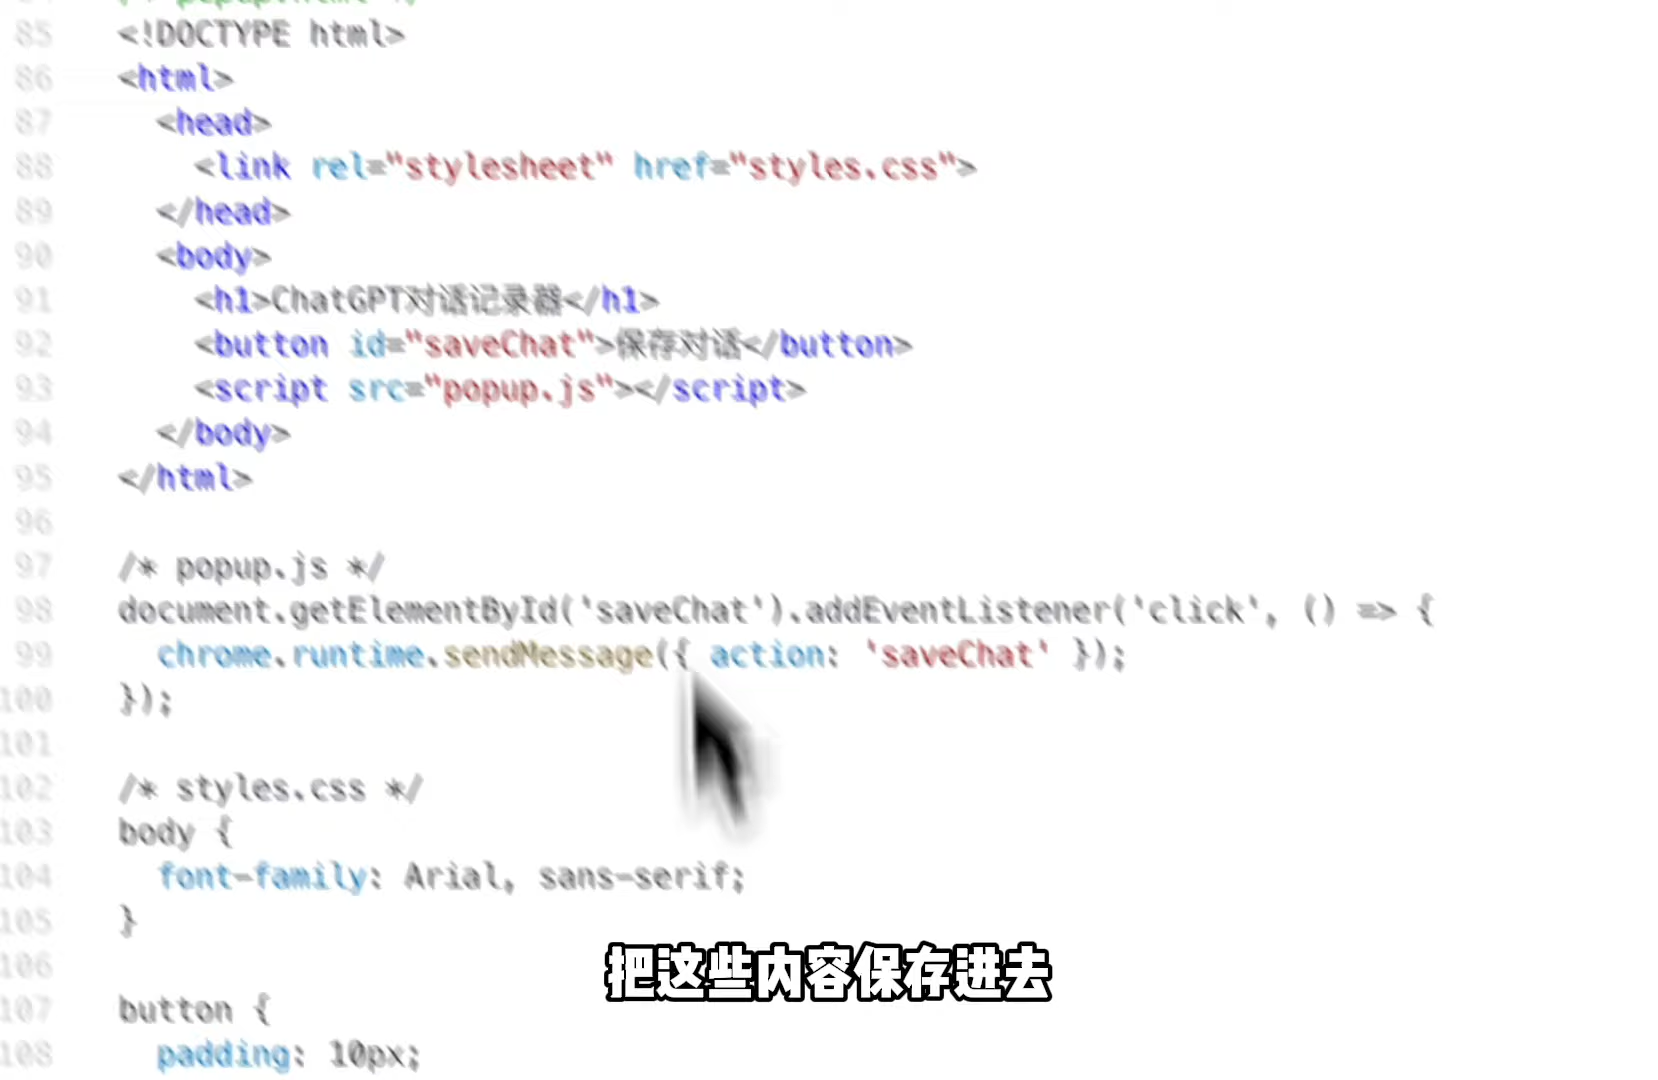 85 <!DOCTYPE html>
86 <html>
87 <head>
88 <link rel="stylesheet" href="styles.css">
89 </head>
90 <body>
91 <h1>ChatGPT对话记录器</h1>
92 <button id="saveChat">保存对话</button>
93 <script src="popup.js"></script>
94 </body>
95 </html>
96
97 /* popup.js */
98 document.getElementById('saveChat').addEventListener('click', () => {
99 chrome.runtime.sendMessage({ action: 'saveChat' });
100 });
101
102 /* styles.css */
103 body {
104 font-family: Arial, sans-serif;
105 }
106
107 button {
108 padding: 10px;
把这些内容保存进去